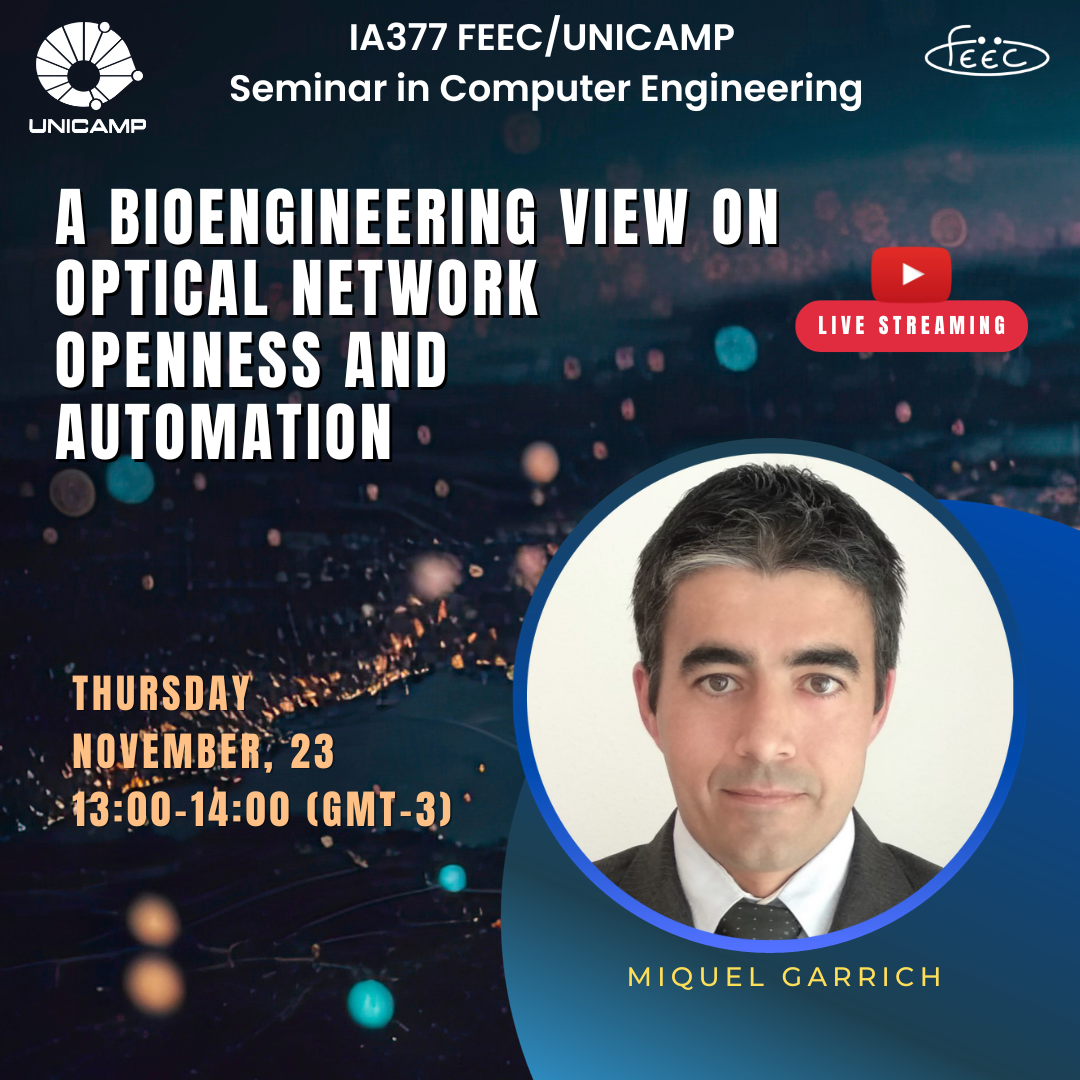 IA377 FEEC/UNICAMP
Seminar in Computer Engineering
UNICAMP
FEEC
A BIOENGINEERING VIEW ON
OPTICAL NETWORK
OPENNESS AND
AUTOMATION
LIVE STREAMING
THURSDAY
NOVEMBER, 23
13:00-14:00 (GMT-3)
MIQUEL GARRICH